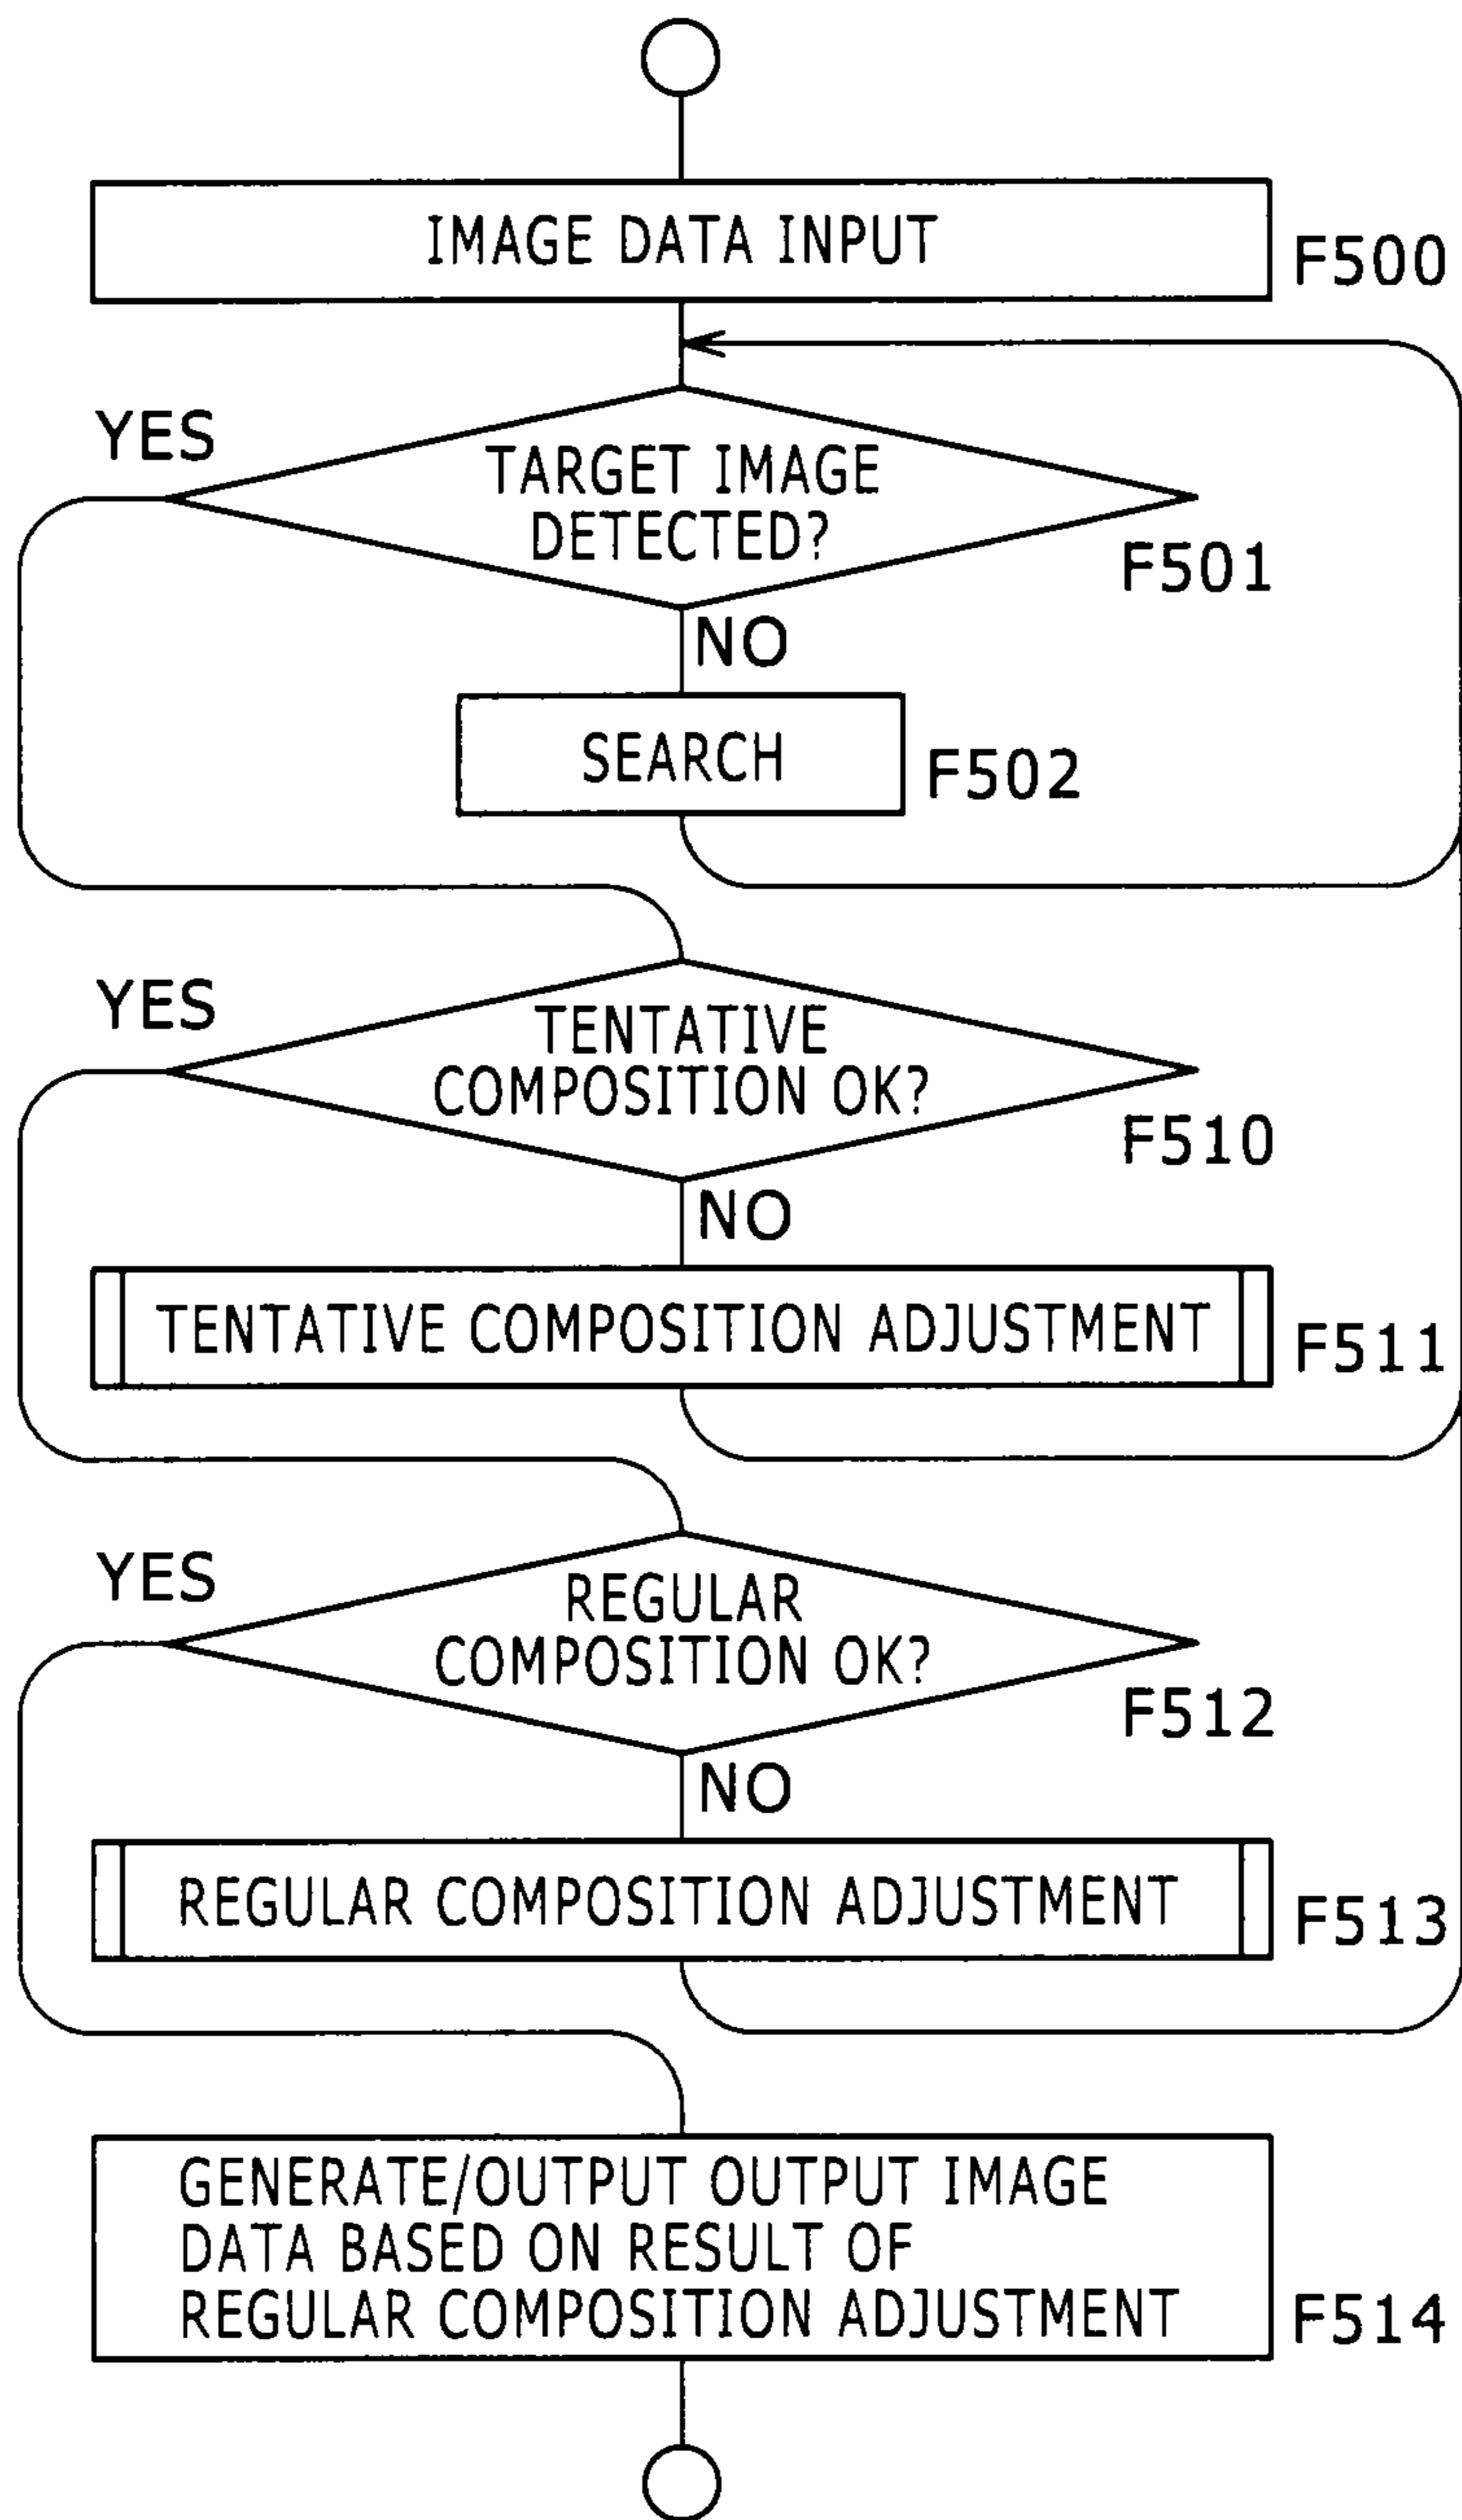 IMAGE DATA INPUT
F500
YES
TARGET IMAGE
DETECTED?
F501
NO
SEARCH
F502
YES
TENTATIVE
COMPOSITION OK?
F510
NO
TENTATIVE COMPOSITION ADJUSTMENT
F511
YES
REGULAR
COMPOSITION OK?
F512
NO
REGULAR COMPOSITION ADJUSTMENT
F513
GENERATE/OUTPUT OUTPUT IMAGE
DATA BASED ON RESULT OF
REGULAR COMPOSITION ADJUSTMENT
F514